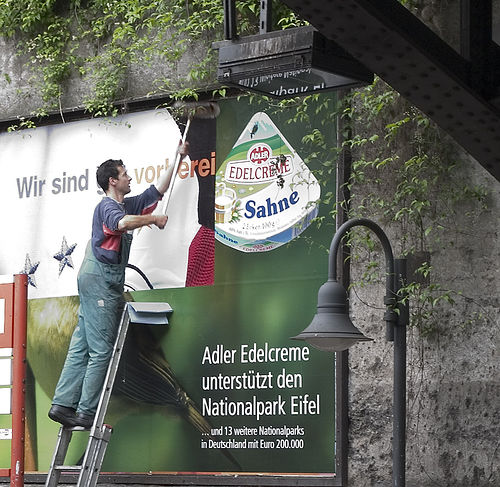 Wir sind
vorbei
ADLER
EDELCREME
Sahne
Adler Edelcreme
unterstützt den
Nationalpark Eifel
... und 13 weitere Nationalparks
in Deutschland mit Euro 200.000